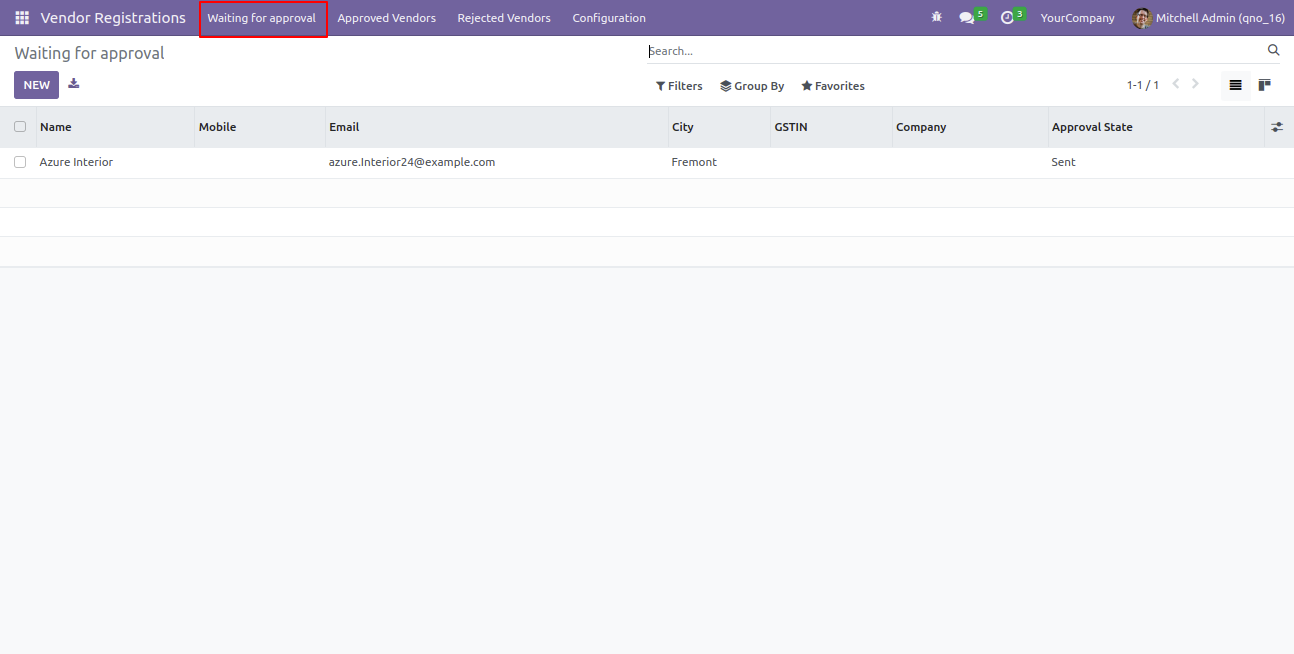 Vendor Registrations Waiting for approval Approved Vendors Rejected Vendors Configuration 5 3 YourCompany Mitchell Admin (qno_16)
Waiting for approval Search...
NEW Filters Group By Favorites 1-1 / 1
Name Mobile Email City GSTIN Company Approval State
Azure Interior azure.Interior24@example.com Fremont Sent